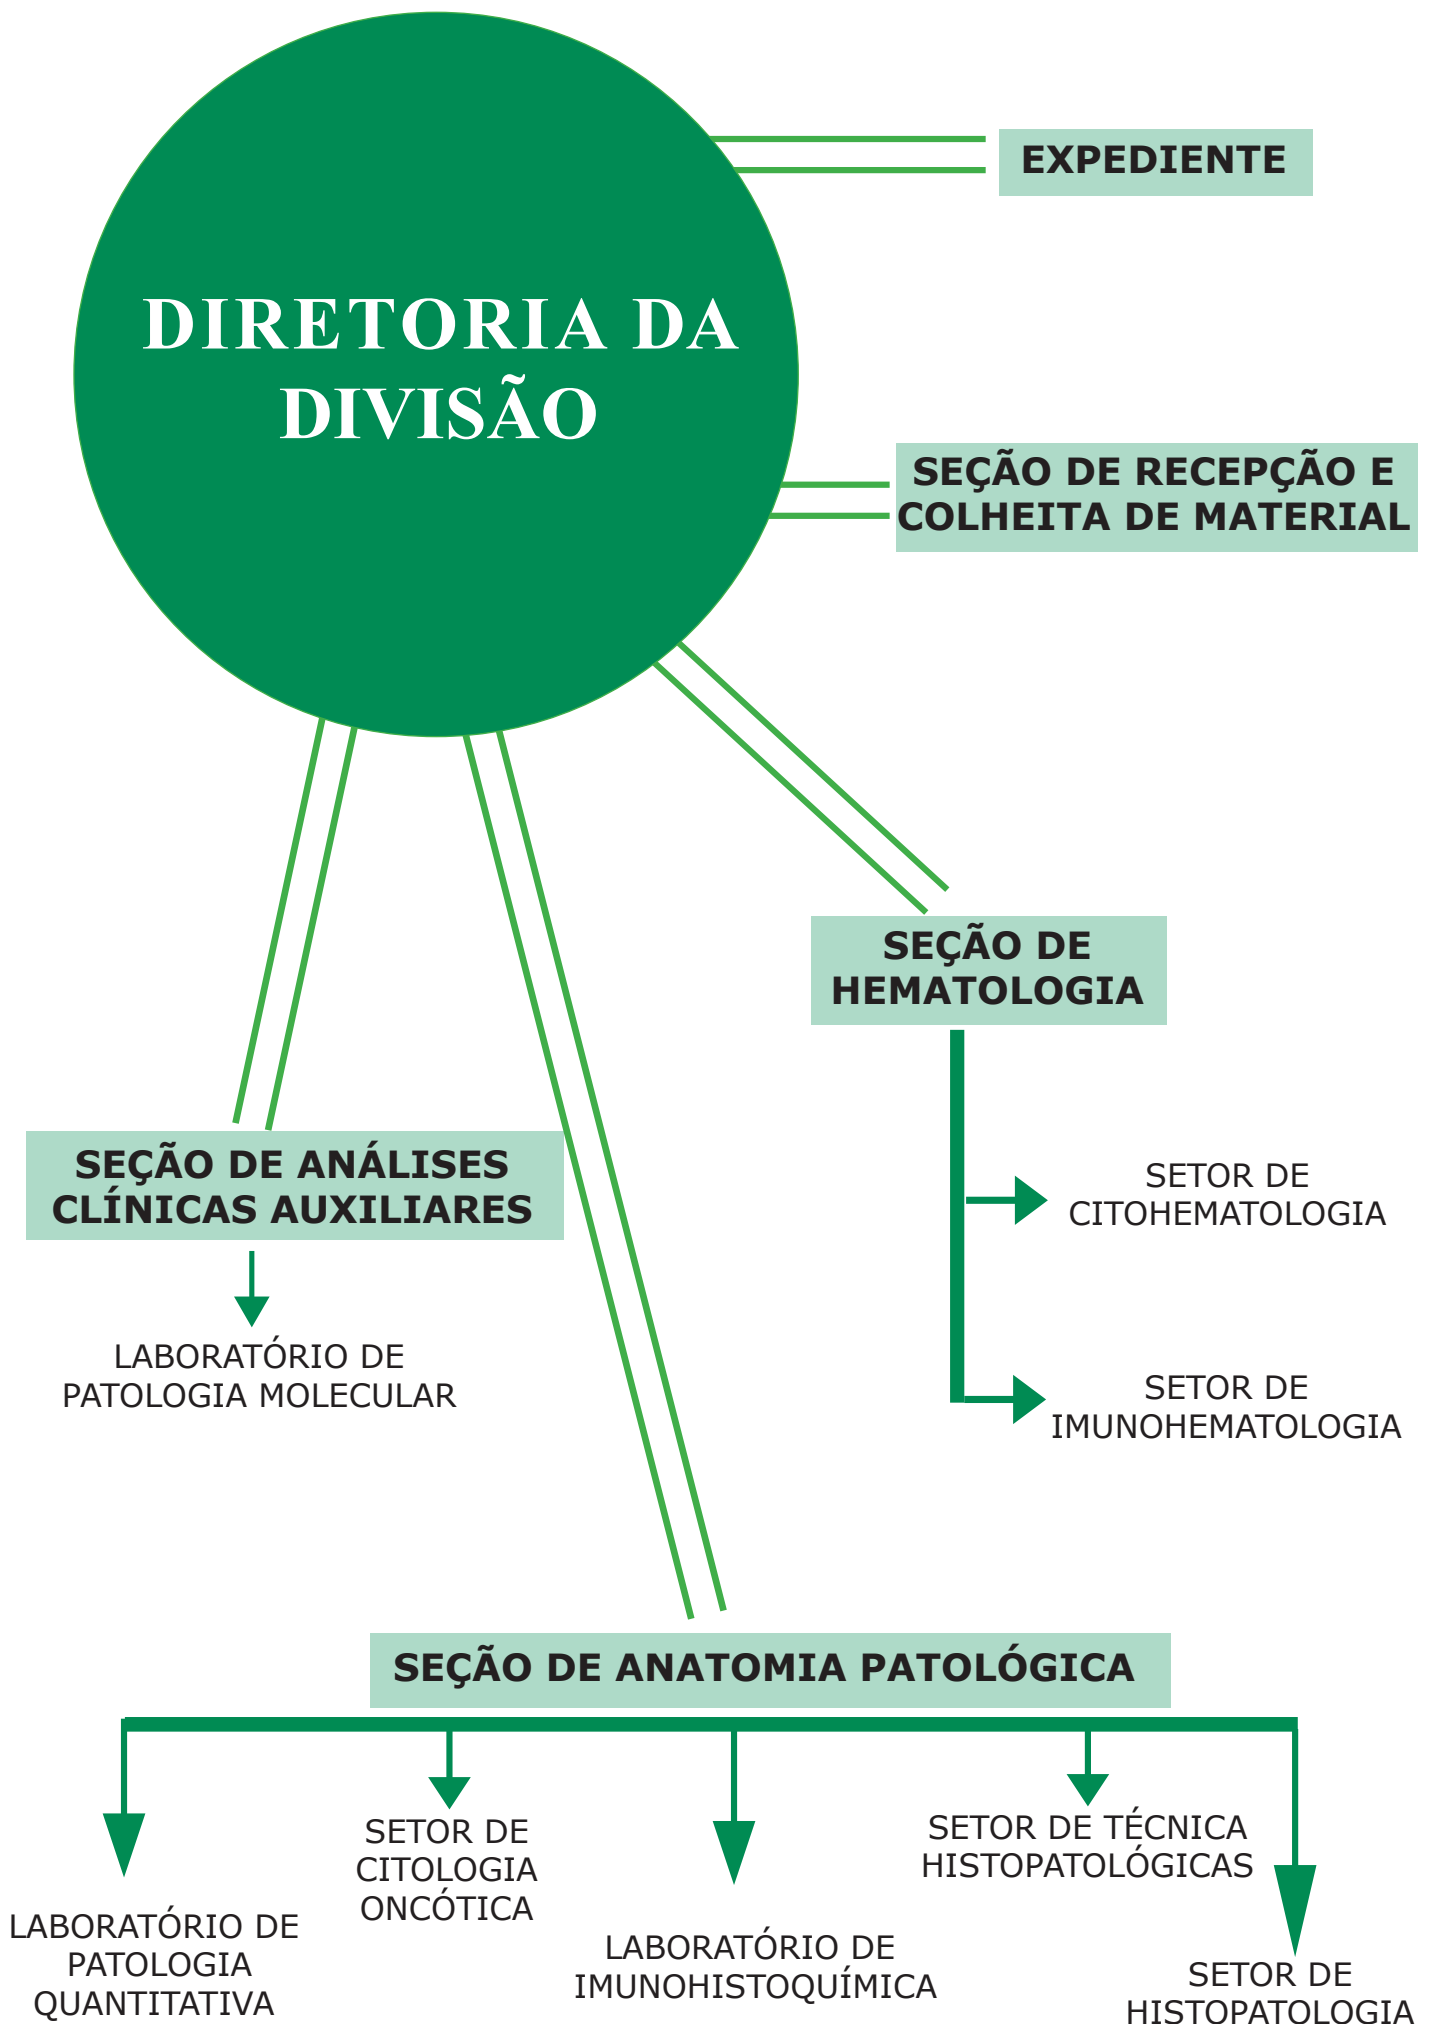 DIRETORIA DA
DIVISÃO
EXPEDIENTE
SEÇÃO DE RECEPÇÃO E
COLHEITA DE MATERIAL
SEÇÃO DE
HEMATOLOGIA
SETOR DE
CITOHEMATOLOGIA
SETOR DE
IMUNOHEMATOLOGIA
SEÇÃO DE ANÁLISES
CLÍNICAS AUXILIARES
LABORATÓRIO DE
PATOLOGIA MOLECULAR
SEÇÃO DE ANATOMIA PATOLÓGICA
LABORATÓRIO DE
PATOLOGIA
QUANTITATIVA
SETOR DE
CITOLOGIA
ONCÓTICA
LABORATÓRIO DE
IMUNOHISTOQUÍMICA
SETOR DE TÉCNICA
HISTOPATOLÓGICAS
SETOR DE
HISTOPATOLOGIA